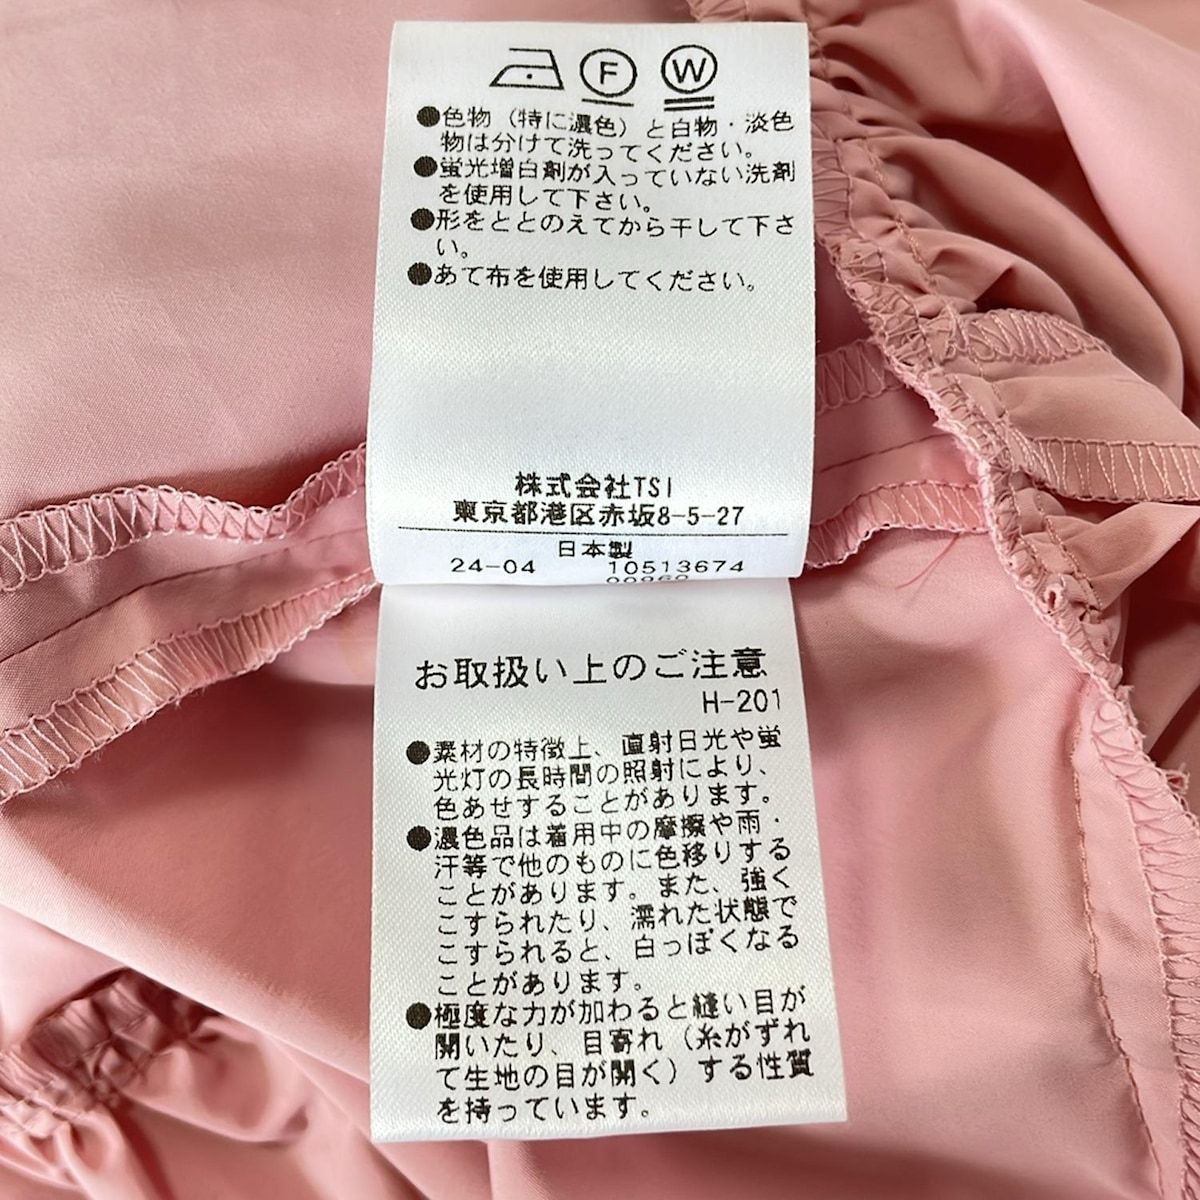 F W
●色物（特に濃色）と白物・淡色
物は分けて洗ってください。
●蛍光増白剤が入っていない洗剤
を使用して下さい。
●形をととのえてから干して下さ
い。
●あて布を使用してください。
株式会社TSI
東京都港区赤坂8-5-27
日本製
24-04 10513674
お取扱い上のご注意
H-201
●素材の特徴上、直射日光や蛍
光灯の長時間の照射により、
色あせすることがあります。
●濃色品は着用中の摩擦や雨・
汗等で他のものに色移りする
ことがあります。また、強く
こすられたり、濡れた状態で
こすられると、白っぽくなる
ことがあります。
●極度な力が加わると縫い目が
開いたり、目寄れ（糸がずれ
て生地の目が開く）する性質
を持っています。